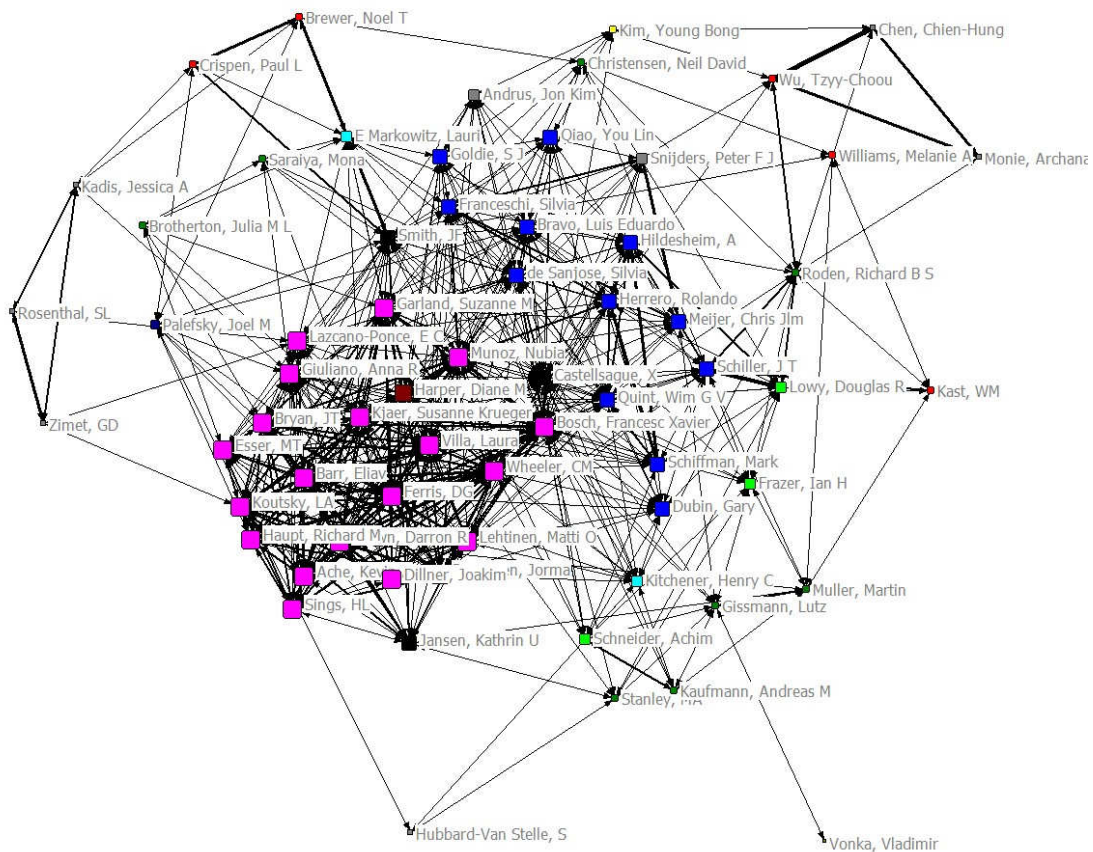 Brewer, Noel T
Kim, Young Bong
Chen, Chien-Hung
Crispen, Paul L
Christensen, Neil David
Wu, Tzyy-Choou
Andrus, Jon Kim
E Markowitz, Lauri
Qiao, You Lin
Goldie, S J
Snijders, Peter F J
Williams, Melanie A
Monie, Archana
Saraiya, Mona
Kadis, Jessica A
Franceschi, Silvia
Brotherton, Julia M L
Smith, JF
Bravo, Luis Eduardo
Hildesheim, A
de Sanjose, Silvia
Roden, Richard B S
Garland, Suzanne M
Herrero, Rolando
Rosenthal, SL
Palefsky, Joel M
Meijer, Chris Jlm
Lazcano-Ponce, E C
Munoz, Nubia
Giuliano, Anna R
Castellsague, X
Schiller, J T
Harper, Diane M
Lowy, Douglas R
Kast, WM
Quint, Wim G V
Kjaer, Susanne Krueger
Zimet, GD
Bryan, JT
Bosch, Francesc Xavier
Esser, MT
Villa, Laura
Barr, Eliav
Wheeler, CM
Schiffman, Mark
Ferris, DG
Frazer, Ian H
Koutsky, LA
Dubin, Gary
Haupt, Richard M
n, Darron R
Lehtinen, Matti O
Ache, Kevi
Dillner, Joakim
n, Jorma
Kitchener, Henry C
Muller, Martin
Sings, HL
Gissmann, Lutz
Jansen, Kathrin U
Schneider, Achim
Kaufmann, Andreas M
Stanley, MA
Hubbard-Van Stelle, S
Vonka, Vladimir